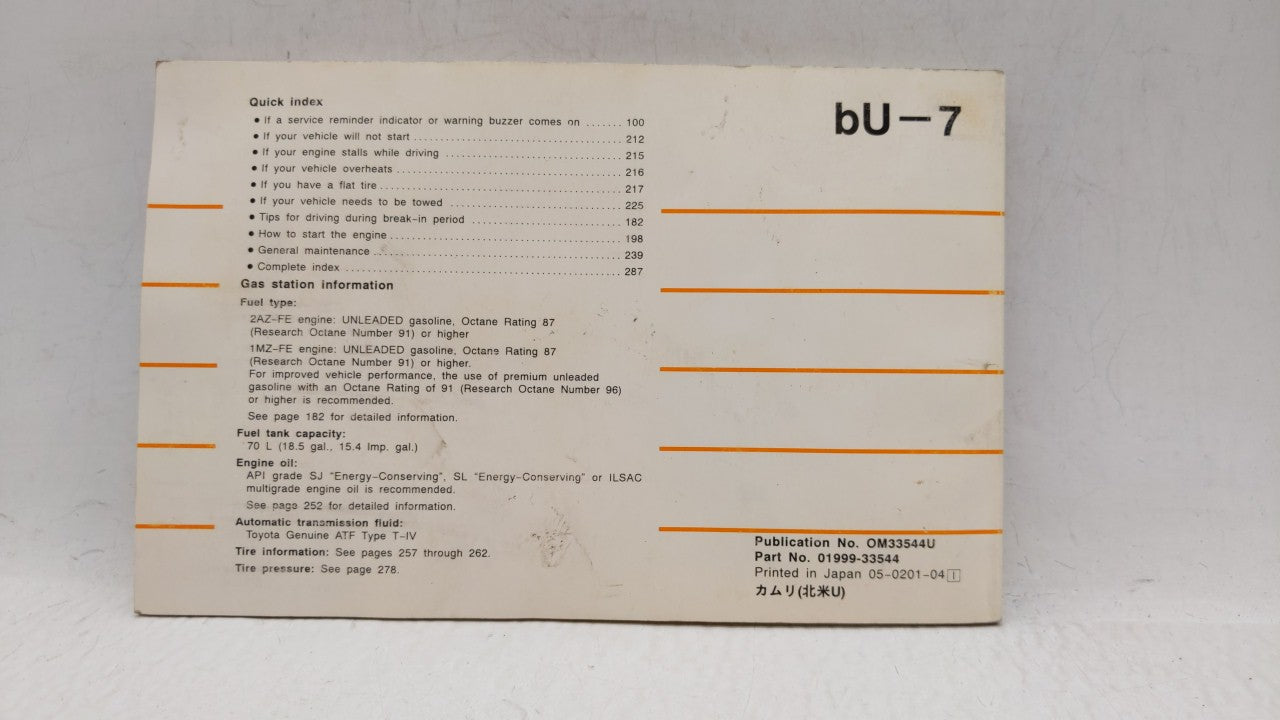 Quick index
• If a service reminder indicator or warning buzzer comes on ....... 100
• If your vehicle will not start ........................................ 212
• If your engine stalls while driving .................................. 215
• If your vehicle overheats ............................................ 216
• If you have a flat tire ................................................ 217
• If your vehicle needs to be towed .................................. 225
• Tips for driving during break-in period ............................ 182
• How to start the engine .............................................. 198
• General maintenance ................................................ 239
• Complete index ...................................................... 287
Gas station information
Fuel type:
2AZ-FE engine: UNLEADED gasoline, Octane Rating 87
(Research Octane Number 91) or higher
1MZ-FE engine: UNLEADED gasoline, Octane Rating 87
(Research Octane Number 91) or higher.
For improved vehicle performance, the use of premium unleaded
gasoline with an Octane Rating of 91 (Research Octane Number 96)
or higher is recommended.
See page 182 for detailed information.
Fuel tank capacity:
70 L (18.5 gal., 15.4 Imp. gal.)
Engine oil:
API grade SJ "Energy-Conserving", SL "Energy-Conserving" or ILSAC
multigrade engine oil is recommended.
See page 252 for detailed information.
Automatic transmission fluid:
Toyota Genuine ATF Type T-IV
Tire information: See pages 257 through 262.
Tire pressure: See page 278.
bU-7
Publication No. OM33544U
Part No. 01999-33544
Printed in Japan 05-0201-04 I
カムリ(北米U)